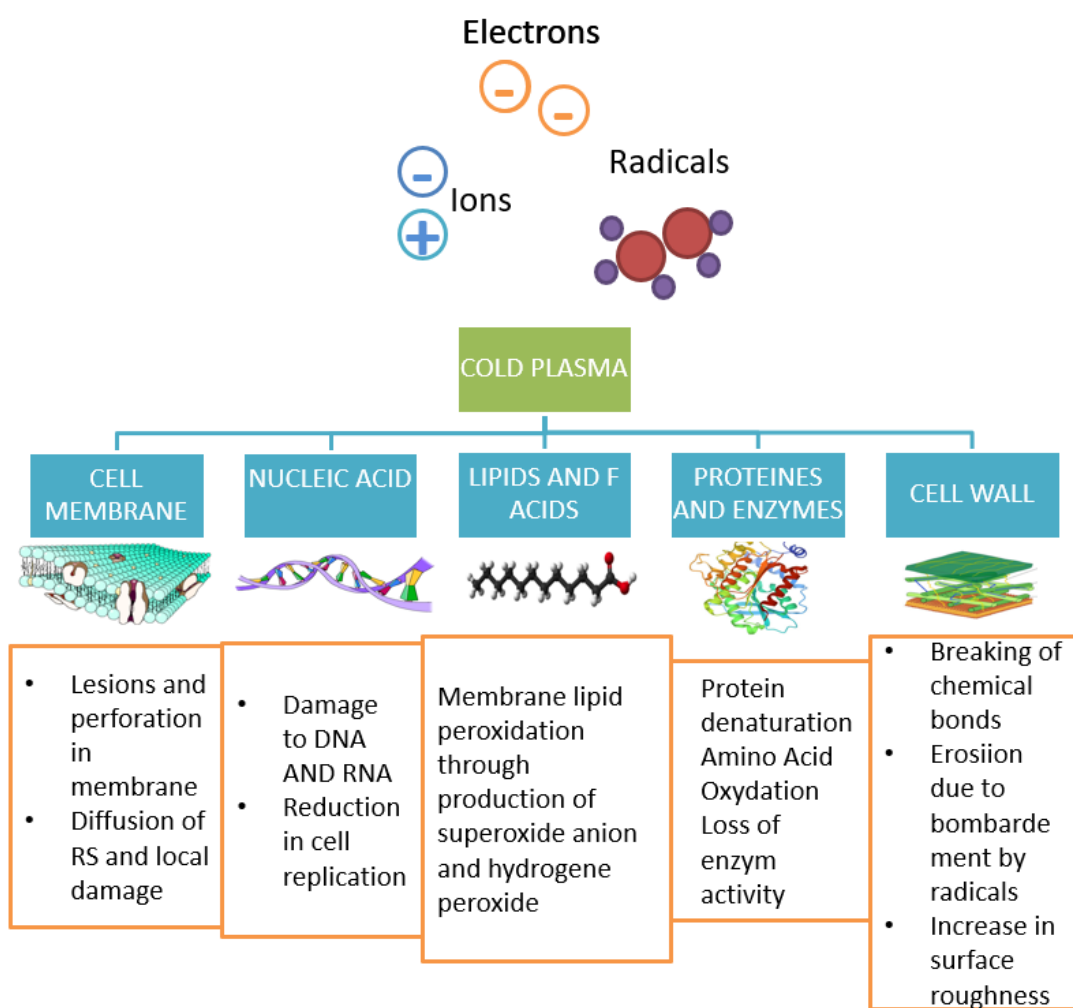 Electrons
-
-
-
Ions
+
Radicals
COLD PLASMA
CELL
MEMBRANE
NUCLEIC ACID
LIPIDS AND F
ACIDS
PROTEINES
AND ENZYMES
CELL WALL
• Lesions and
perforation
in
membrane
• Diffusion of
RS and local
damage
• Damage
to DNA
AND RNA
• Reduction
in cell
replication
Membrane lipid
peroxidation
through
production of
superoxide anion
and hydrogene
peroxide
Protein
denaturation
Amino Acid
Oxydation
Loss of
enzym
activity
• Breaking of
chemical
bonds
• Erosiion
due to
bombarde
ment by
radicals
• Increase in
surface
roughness